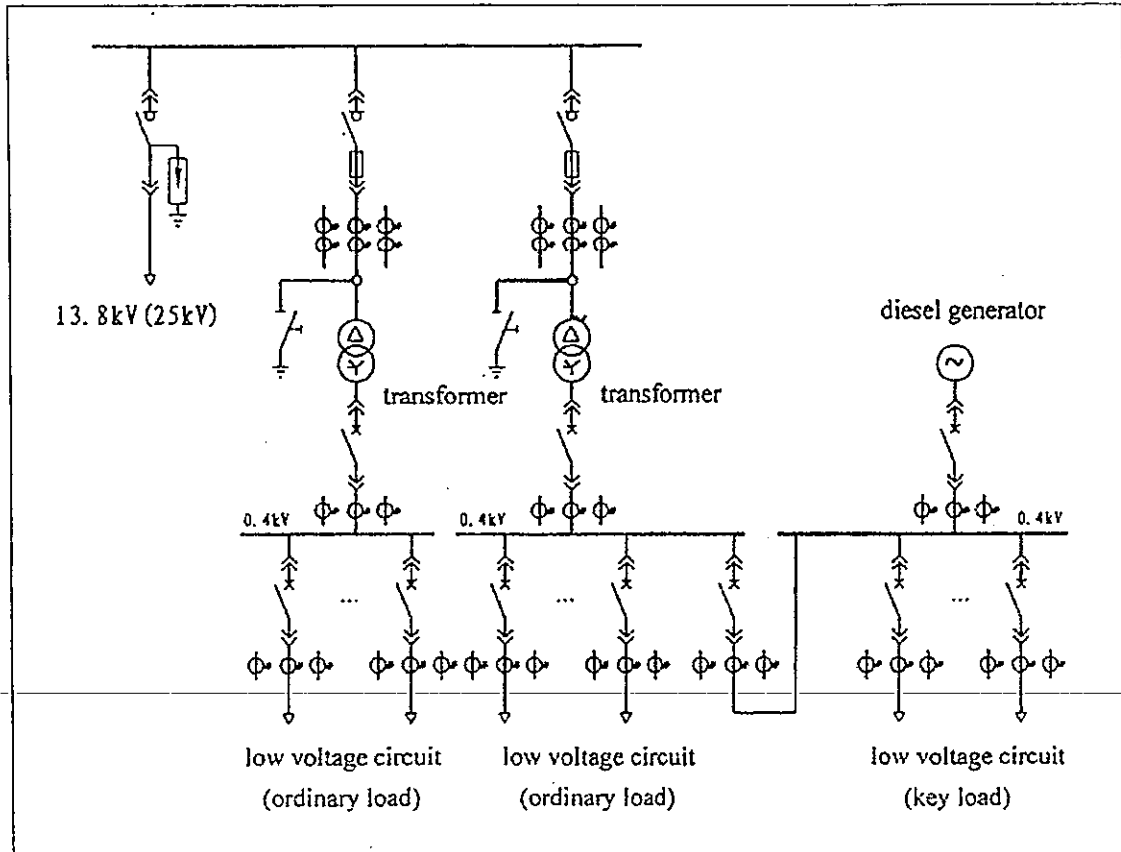 13. 8kV (25kV)
diesel generator
transformer
transformer
0. 4kV
0. 4kV
0. 4kV
...
...
...
low voltage circuit
(ordinary load)
low voltage circuit
(ordinary load)
low voltage circuit
(key load)